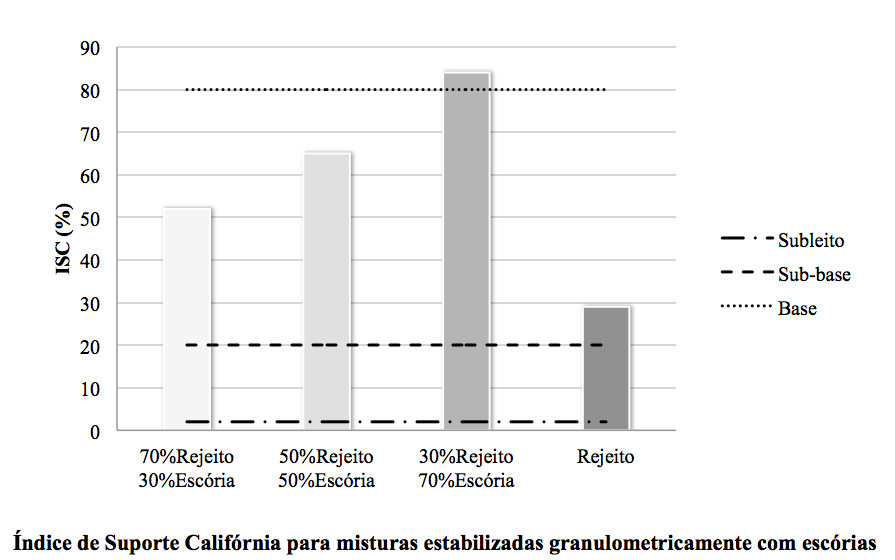 90
80
70
60
50
40
30
20
10
0
ISC (%)
70%Rejeito
30%Escória
50%Rejeito
50%Escória
30%Rejeito
70%Escória
Rejeito
Subleito
Sub-base
Base
Índice de Suporte Califórnia para misturas estabilizadas granulometricamente com escórias